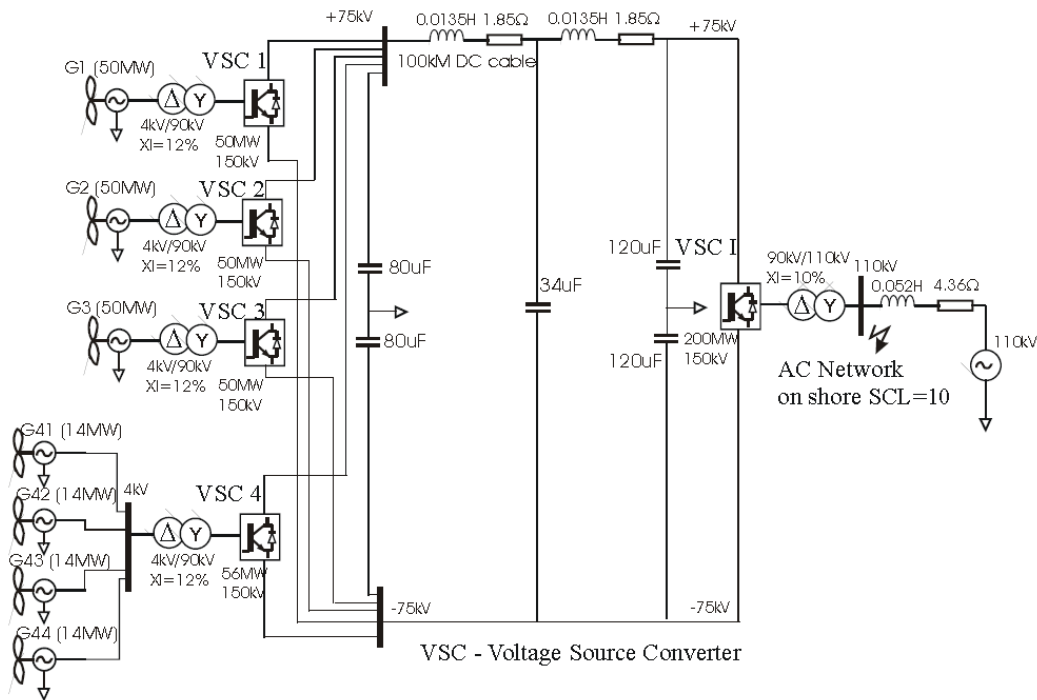 +75kV
0.0135H 1.85Ω
0.0135H 1.85Ω
+75kV
100kM DC cable
VSC 1
G1 (50MW)
Δ Y
4kV/90kV
Xl=12%
50MW
150kV
VSC 2
G2 (50MW)
Δ Y
4kV/90kV
Xl=12%
50MW
150kV
VSC 3
G3 (50MW)
Δ Y
4kV/90kV
Xl=12%
50MW
150kV
80uF
80uF
34uF
120uF
120uF
VSC I
200MW
150kV
90kV/110kV
Xl=10%
Δ Y
110kV
0.052H 4.36Ω
110kV
AC Network
on shore SCL=10
G41 (14MW)
G42 (14MW)
G43 (14MW)
G44 (14MW)
4kV
VSC 4
Δ Y
4kV/90kV
Xl=12%
56MW
150kV
-75kV
-75kV
VSC - Voltage Source Converter